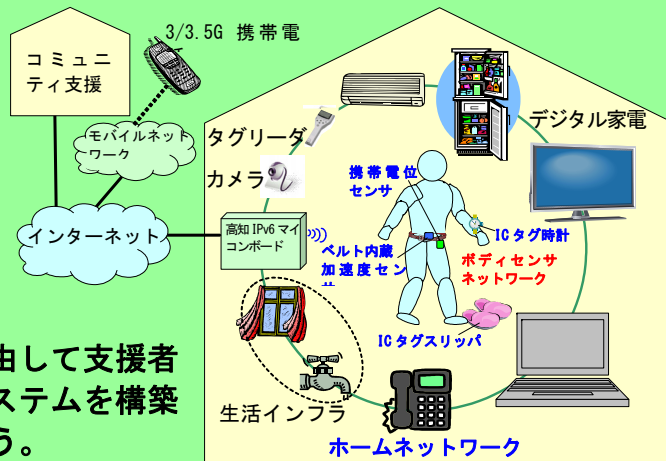 3/3.5G 携帯電
コミュニ
ティ支援
モバイルネット
ワーク
タグリーダ
カメラ
デジタル家電
携帯電位
センサ
インターネット
高知 IPv6 マイ
コンボード
ベルト内蔵
加速度セン
サ
IC タグ時計
ボディセンサ
ネットワーク
IC タグスリッパ
由して支援者
ステムを構築
う。
生活インフラ
ホームネットワーク